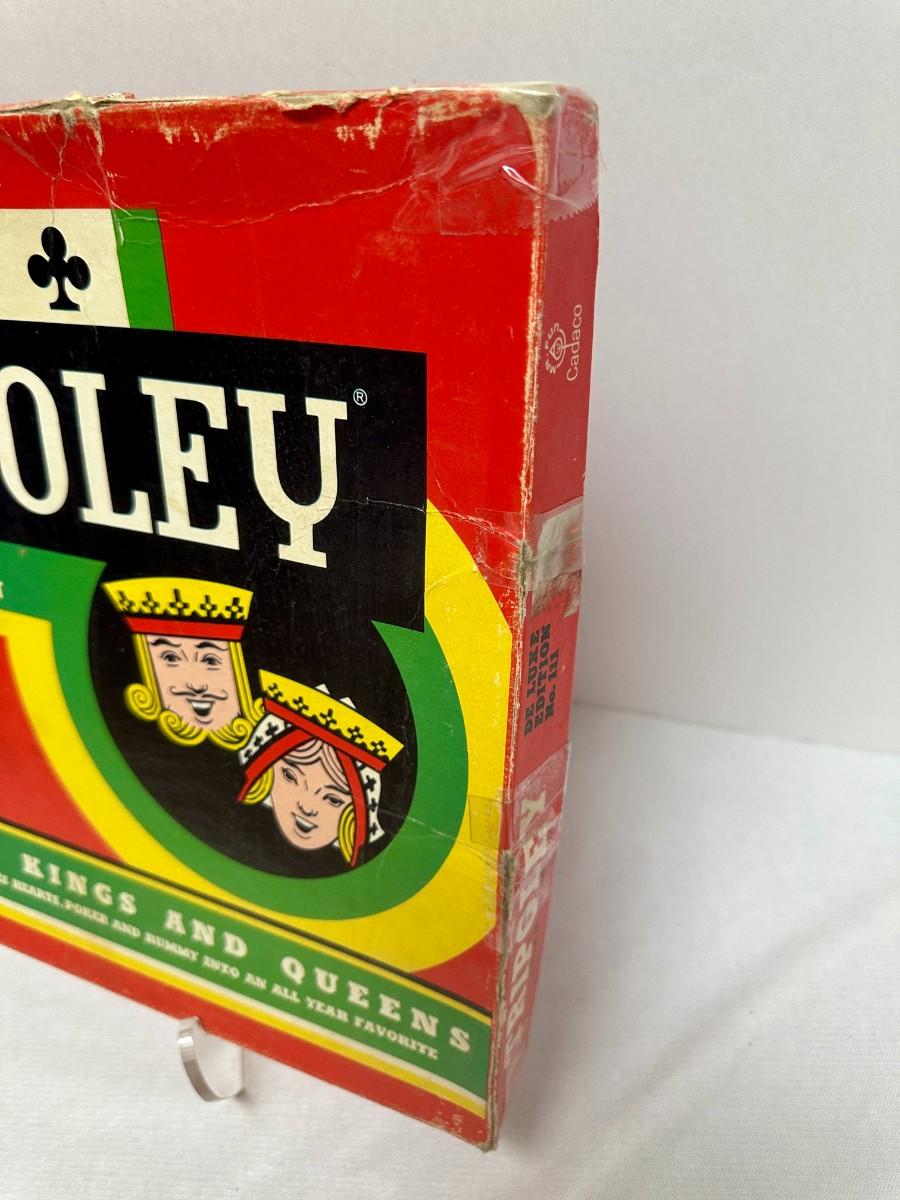 OLEY®
KINGS AND QUEENS
HEARTS, POKER AND RUMMY INTO AN ALL YEAR FAVORITE
Cadaco
DE LUXE
EDITION
No. 111
TRIPOLEY